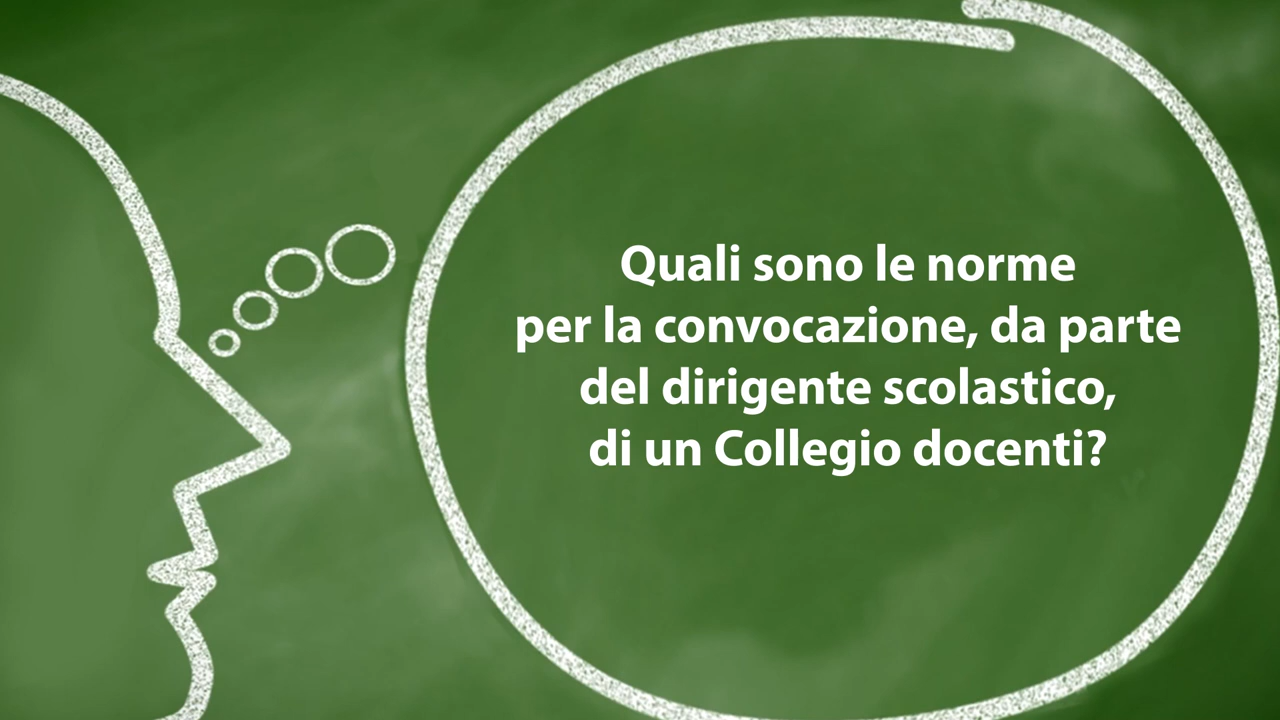 Quali sono le norme
per la convocazione, da parte
del dirigente scolastico,
di un Collegio docenti?